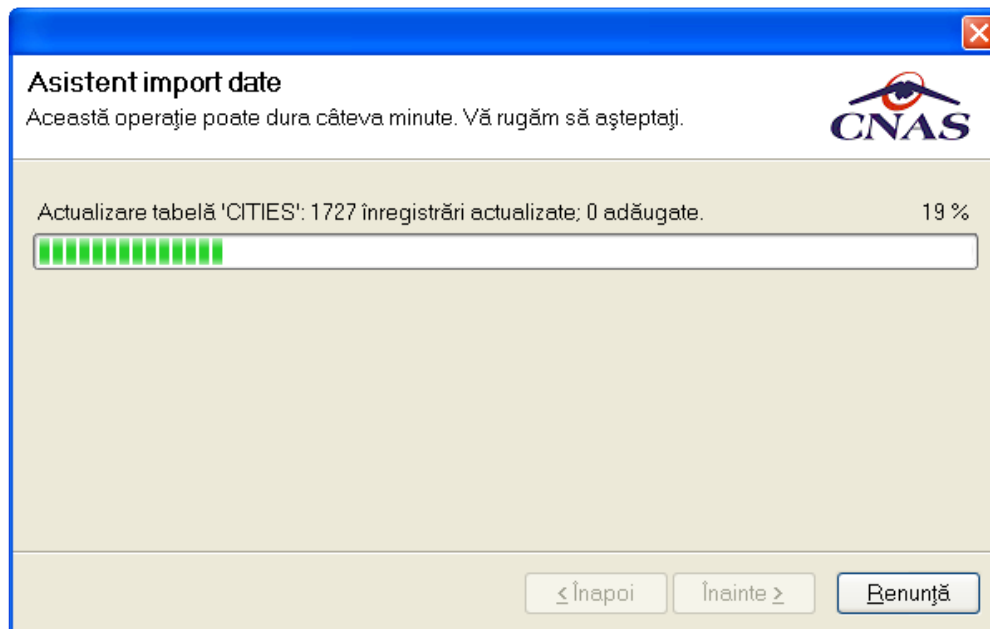 Asistent import date
Această operaţie poate dura câteva minute. Vă rugăm să aşteptaţi.
CNAS
Actualizare tabelă 'CITIES': 1727 înregistrări actualizate; 0 adăugate. 19 %
< Înapoi Înainte > Renunţă